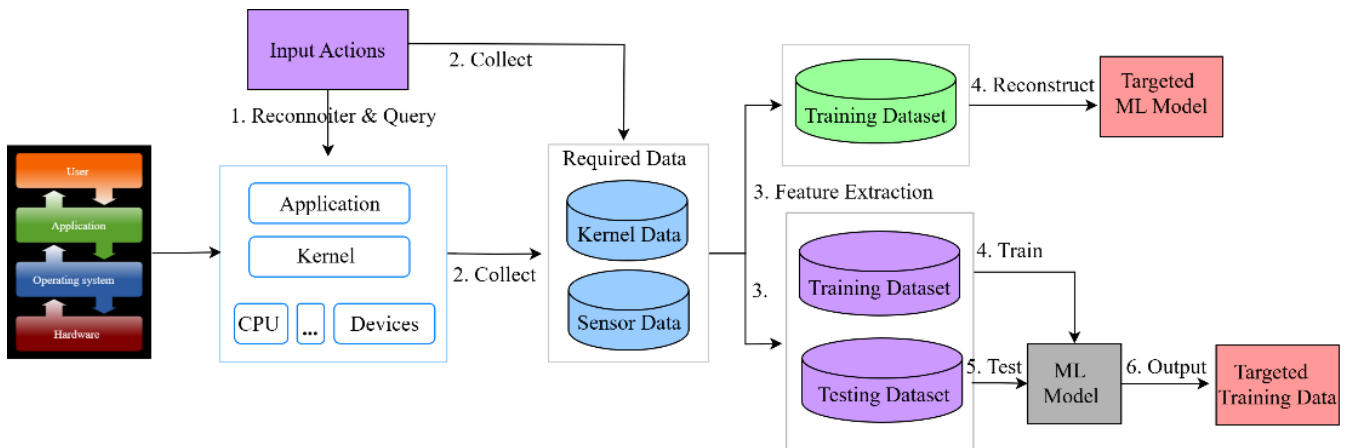 Input Actions
2. Collect
1. Reconnoiter & Query
User
Application
Operating system
Hardware
Application
Kernel
CPU
...
Devices
2. Collect
Required Data
Kernel Data
Sensor Data
3. Feature Extraction
3.
Training Dataset
4. Reconstruct
Targeted
ML Model
Training Dataset
4. Train
Testing Dataset
5. Test
ML
Model
6. Output
Targeted
Training Data